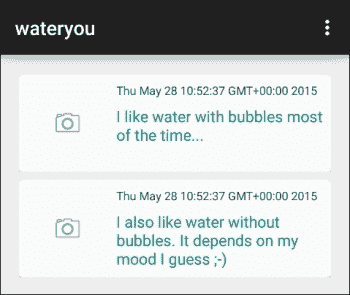 wateryou
Thu May 28 10:52:37 GMT+00:00 2015
I like water with bubbles most
of the time...
Thu May 28 10:52:37 GMT+00:00 2015
I also like water without
bubbles. It depends on my
mood I guess ;-)